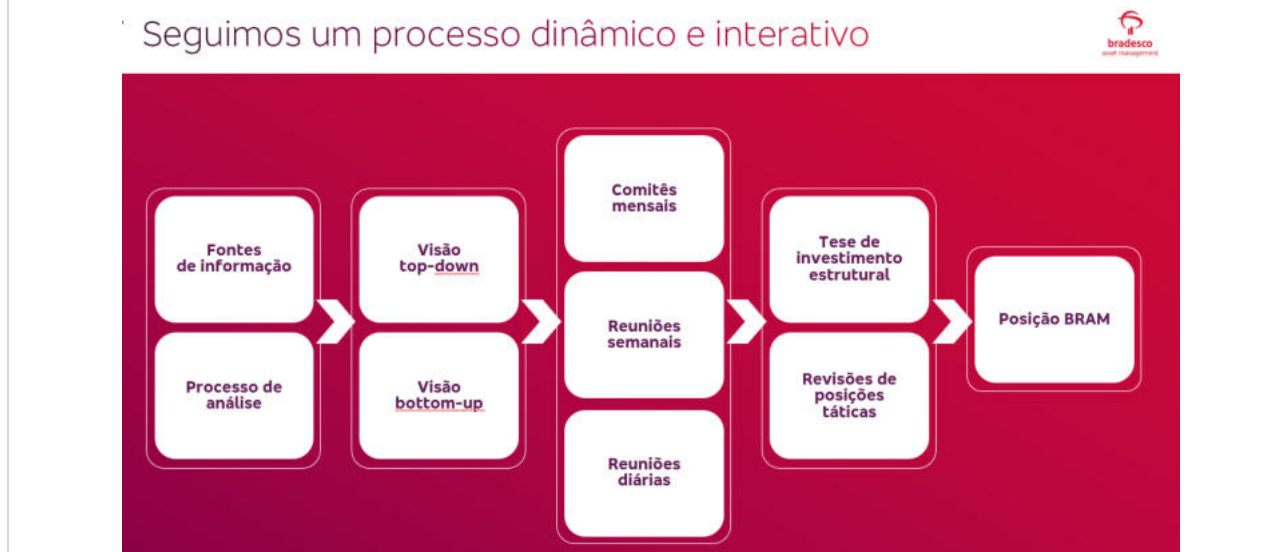 Seguimos um processo dinâmico e interativo
bradesco
asset management
Fontes
de informação
Processo de
análise
Visão
top-down
Visão
bottom-up
Comitês
mensais
Reuniões
semanais
Reuniões
diárias
Tese de
investimento
estrutural
Revisões de
posições
táticas
Posição BRAM